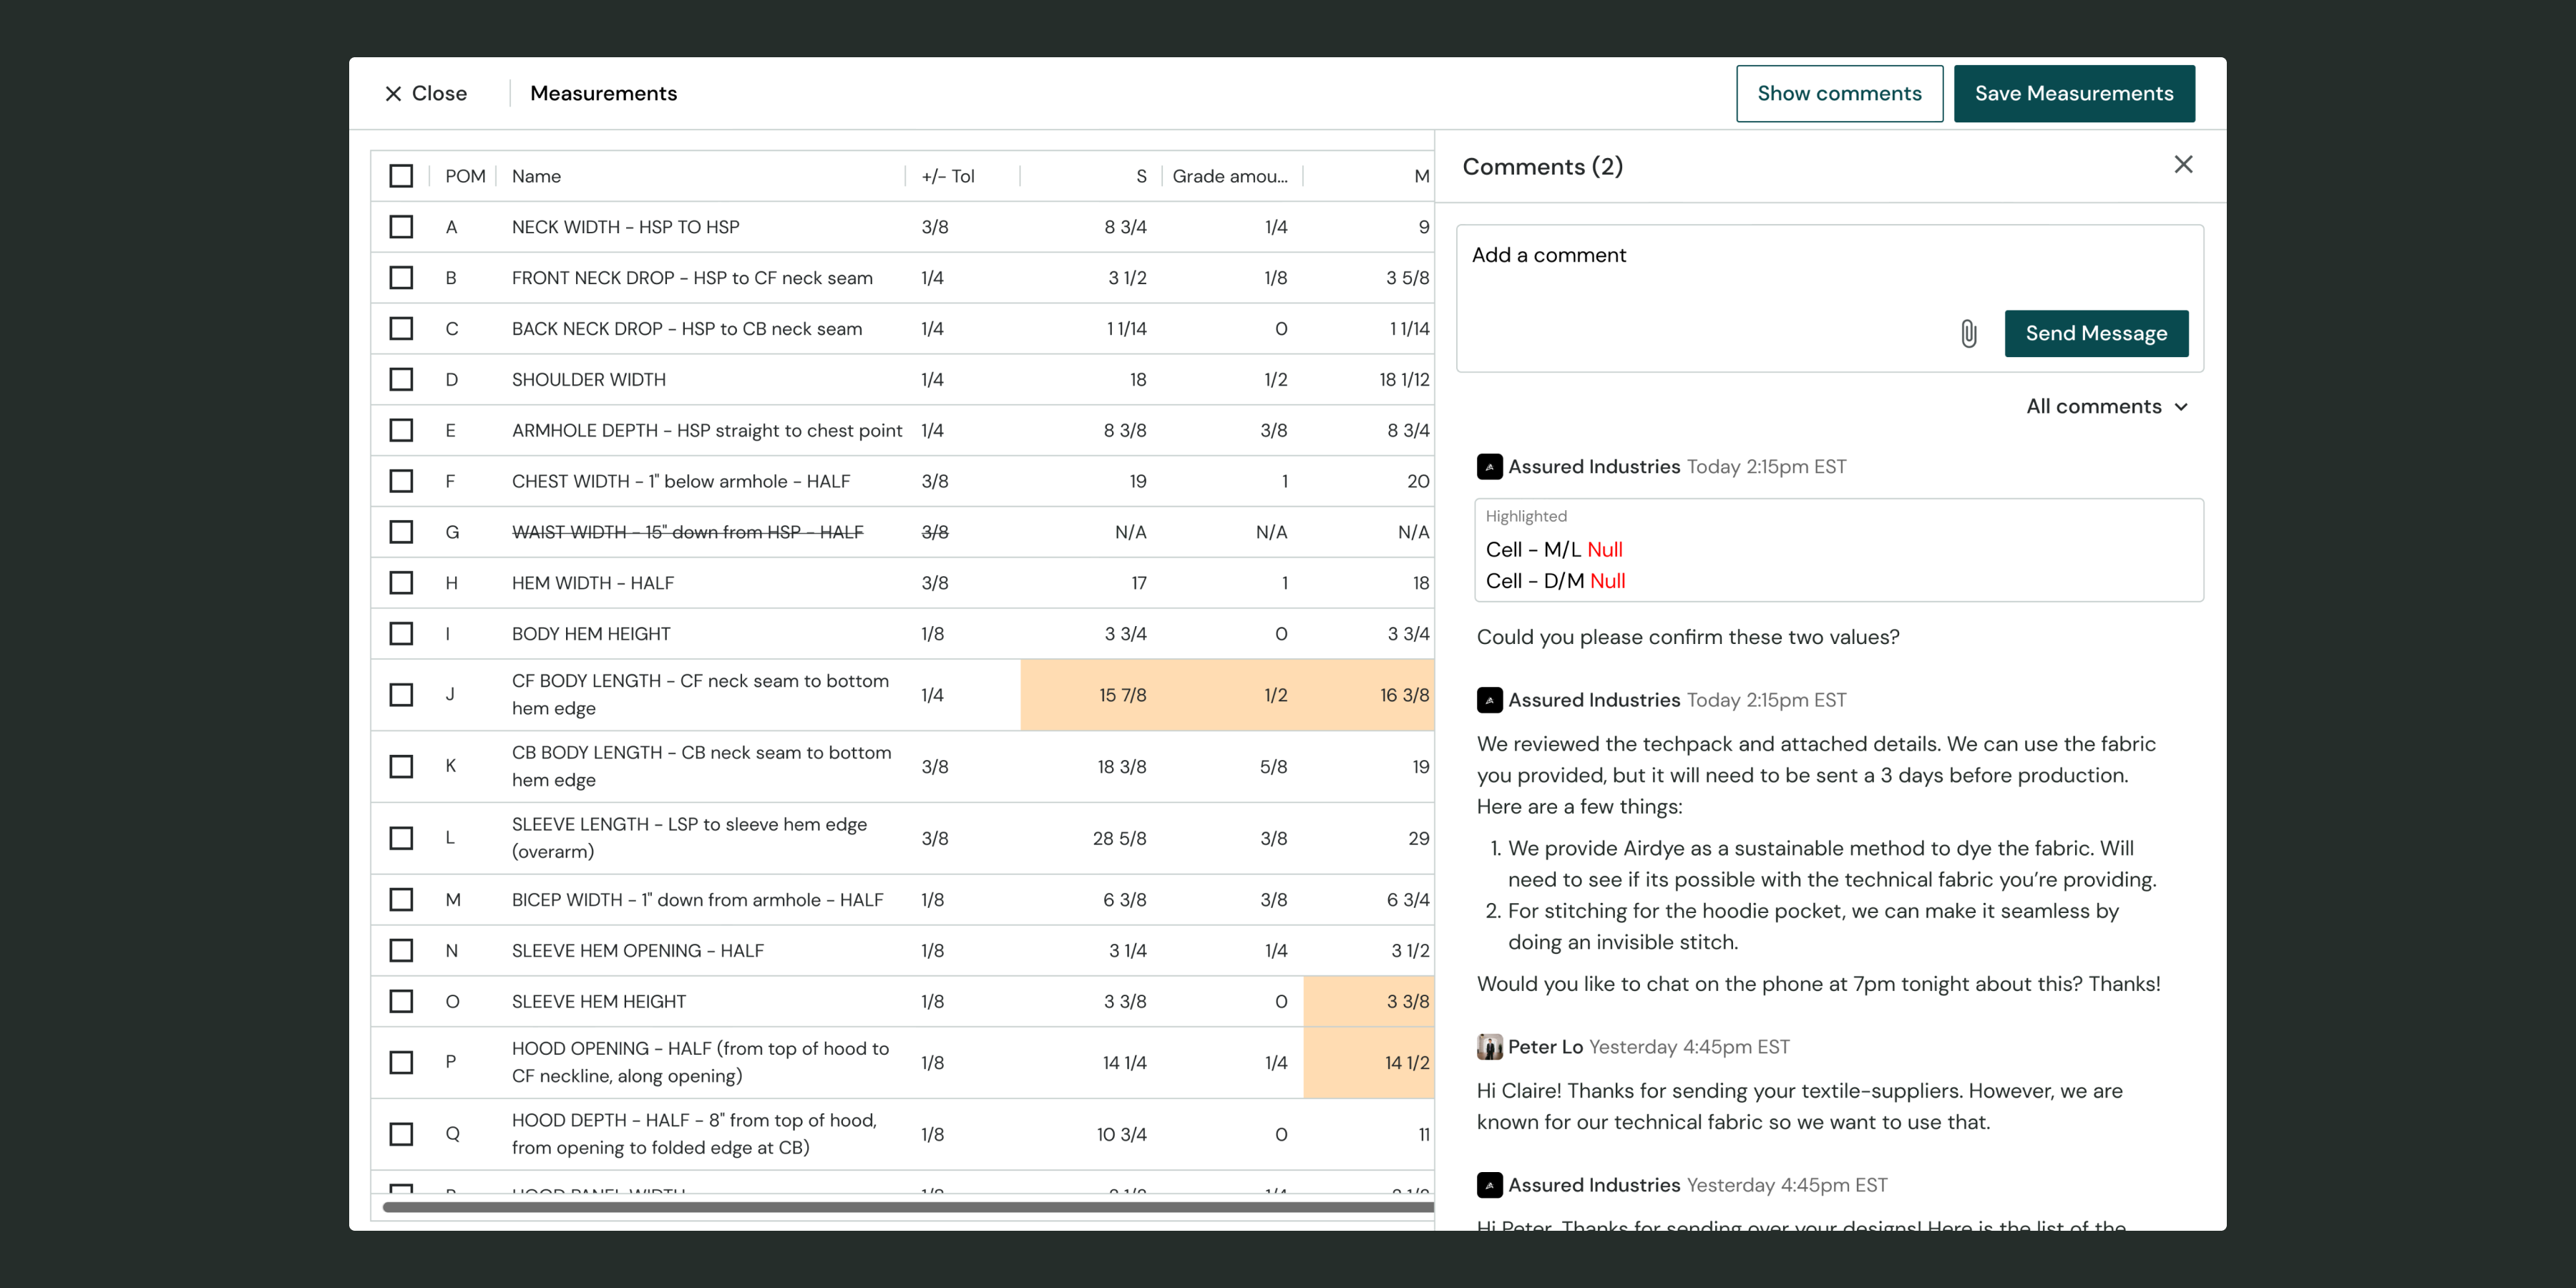 Close
Measurements
Show comments
Save Measurements
POM Name +/- Tol S Grade amou... M
A NECK WIDTH - HSP TO HSP 3/8 8 3/4 1/4 9
B FRONT NECK DROP - HSP to CF neck seam 1/4 3 1/2 1/8 3 5/8
C BACK NECK DROP - HSP to CB neck seam 1/4 1 1/14 0 1 1/14
D SHOULDER WIDTH 1/4 18 1/2 18 1/12
E ARMHOLE DEPTH - HSP straight to chest point 1/4 8 3/8 3/8 8 3/4
F CHEST WIDTH - 1" below armhole - HALF 3/8 19 1 20
G WAIST WIDTH - 15" down from HSP - HALF 3/8 N/A N/A N/A
H HEM WIDTH - HALF 3/8 17 1 18
I BODY HEM HEIGHT 1/8 3 3/4 0 3 3/4
J CF BODY LENGTH - CF neck seam to bottom
hem edge 1/4 15 7/8 1/2 16 3/8
K CB BODY LENGTH - CB neck seam to bottom
hem edge 3/8 18 3/8 5/8 19
L SLEEVE LENGTH - LSP to sleeve hem edge
(overarm) 3/8 28 5/8 3/8 29
M BICEP WIDTH - 1" down from armhole - HALF 1/8 6 3/8 3/8 6 3/4
N SLEEVE HEM OPENING - HALF 1/8 3 1/4 1/4 3 1/2
O SLEEVE HEM HEIGHT 1/8 3 3/8 0 3 3/8
P HOOD OPENING - HALF (from top of hood to
CF neckline, along opening) 1/8 14 1/4 1/4 14 1/2
Q HOOD DEPTH - HALF - 8" from top of hood,
from opening to folded edge at CB) 1/8 10 3/4 0 11
HOOD PANEL WIDTH
Comments (2)
Add a comment
Send Message
All comments
Assured Industries Today 2:15pm EST
Highlighted
Cell - M/L Null
Cell - D/M Null
Could you please confirm these two values?
Assured Industries Today 2:15pm EST
We reviewed the techpack and attached details. We can use the fabric
you provided, but it will need to be sent a 3 days before production.
Here are a few things:
1. We provide Airdye as a sustainable method to dye the fabric. Will
need to see if its possible with the technical fabric you're providing.
2. For stitching for the hoodie pocket, we can make it seamless by
doing an invisible stitch.
Would you like to chat on the phone at 7pm tonight about this? Thanks!
Peter Lo Yesterday 4:45pm EST
Hi Claire! Thanks for sending your textile-suppliers. However, we are
known for our technical fabric so we want to use that.
Assured Industries Yesterday 4:45pm EST
Hi Peter, Thanks for sending over your designs! Here is the list of the